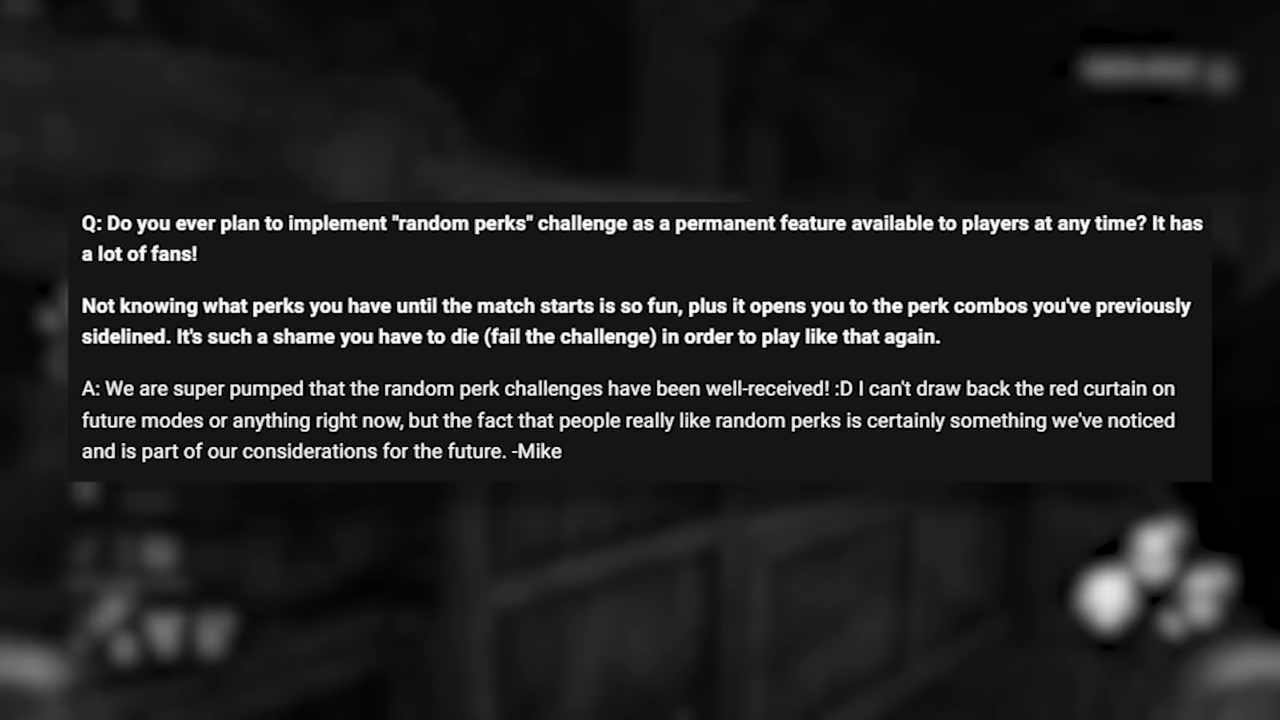 Q: Do you ever plan to implement "random perks" challenge as a permanent feature available to players at any time? It has
a lot of fans!
Not knowing what perks you have until the match starts is so fun, plus it opens you to the perk combos you've previously
sidelined. It's such a shame you have to die (fail the challenge) in order to play like that again.
A: We are super pumped that the random perk challenges have been well-received! :D I can't draw back the red curtain on
future modes or anything right now, but the fact that people really like random perks is certainly something we've noticed
and is part of our considerations for the future. -Mike